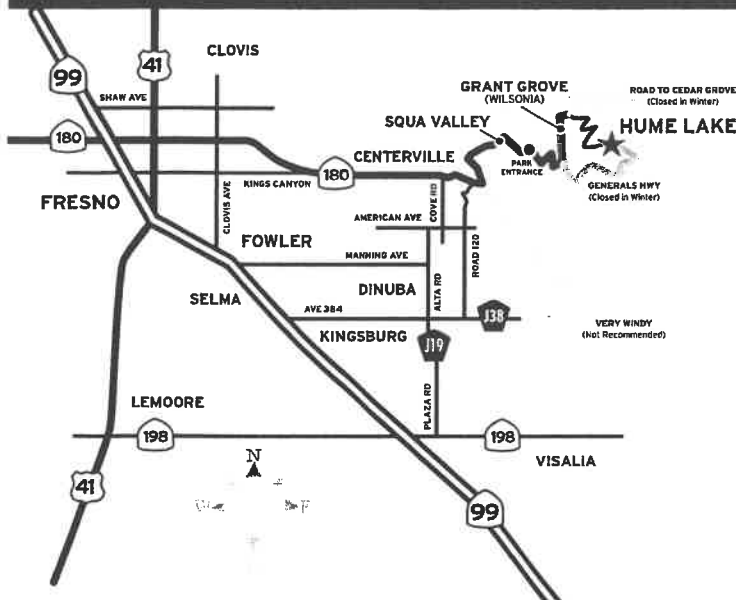 CLOVIS
41
99
SHAW AVE
GRANT GROVE
(WILSONIA)
ROAD TO CEDAR GROVE
(Closed in Winter)
SQUA VALLEY
HUME LAKE
180
CENTERVILLE
PARK
ENTRANCE
KINGS CANYON
180
GENERALS HWY
(Closed in Winter)
FRESNO
CLOVIS AVE
COVE RD
AMERICAN AVE
FOWLER
MANNING AVE
ROAD 120
DINUBA
ALTA RD
SELMA
AVE 384
J38
KINGSBURG
J19
VERY WINDY
(Not Recommended)
PLAZA RD
LEMOORE
198
198
VISALIA
N
41
99